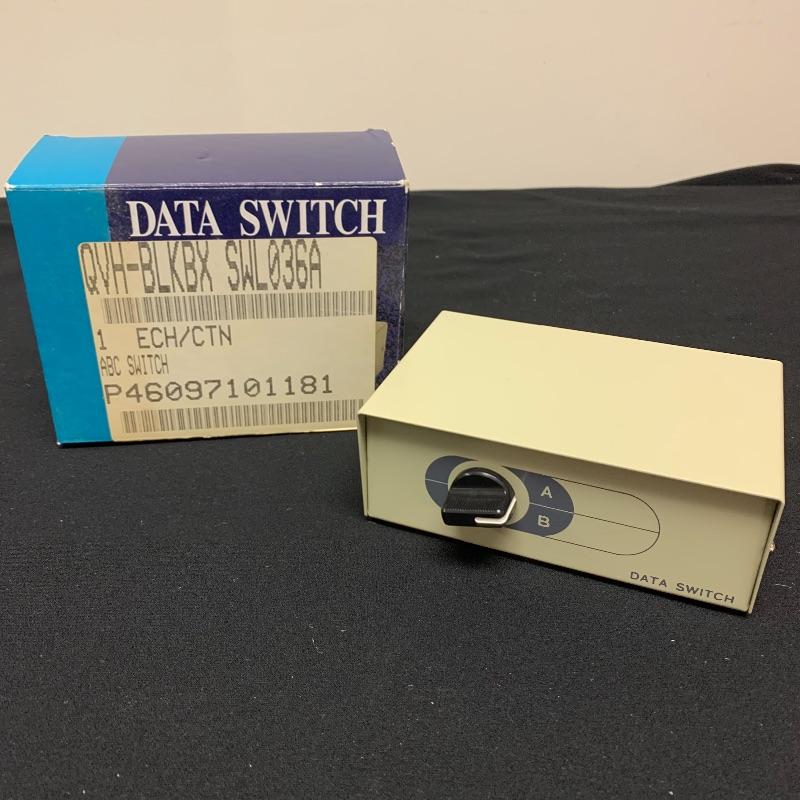 DATA SWITCH
QVH-BLKBX SWL036A
1 ECH/CTN
ABC SWITCH
P46097101181
A
B
DATA SWITCH